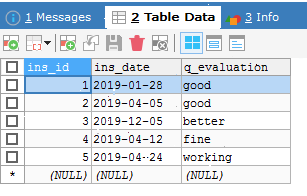 1 Messages 2 Table Data 3 Info
ins_id ins_date q_evaluation
1 2019-01-28 good
2 2019-04-05 good
3 2019-12-05 better
4 2019-04-12 fine
5 2019-04-24 working
* (NULL) (NULL) (NULL)